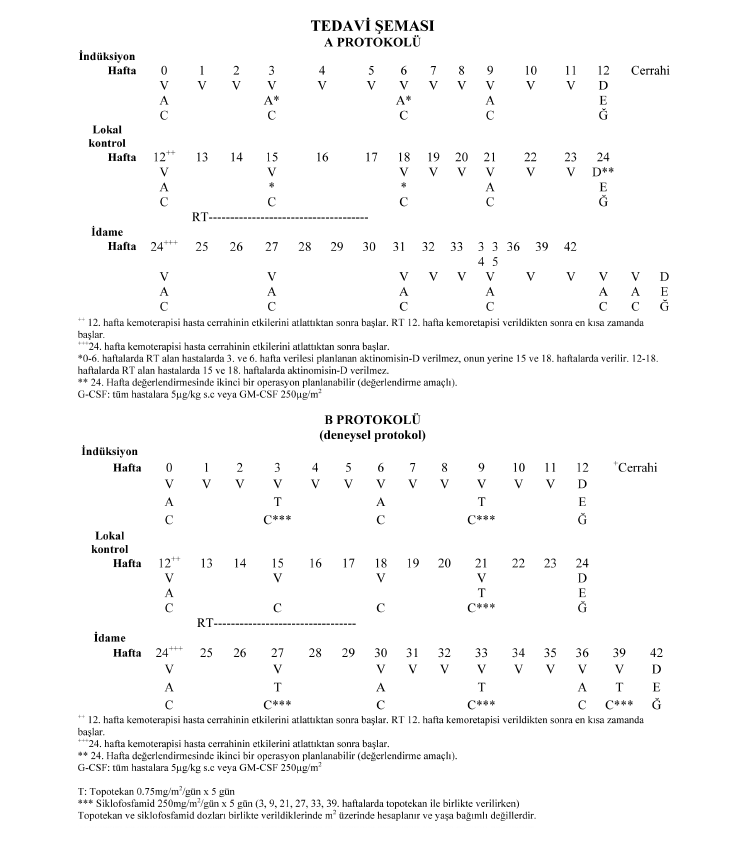 TEDAVİ ŞEMASI
A PROTOKOLÜ
İndüksiyon
Hafta 0 1 2 3 4 5 6 7 8 9 10 11 12 Cerrahi
V V V V V V V V V V V V D
A A* A* A E
C C C C Ğ
Lokal
kontrol
Hafta 12++ 13 14 15 16 17 18 19 20 21 22 23 24
V V V V V V V V D**
A * * A E
C C C C Ğ
RT--------------------------------------
İdame
Hafta 24+++ 25 26 27 28 29 30 31 32 33 3 3 36 39 42
4 5
V V V V V V V V V V D
A A A A A A E
C C C C C C Ğ
++ 12. hafta kemoterapisi hasta cerrahinin etkilerini atlattıktan sonra başlar. RT 12. hafta kemoretapisi verildikten sonra en kısa zamanda
başlar.
+++24. hafta kemoterapisi hasta cerrahinin etkilerini atlattıktan sonra başlar.
*0-6. haftalarda RT alan hastalarda 3. ve 6. hafta verilesi planlanan aktinomisin-D verilmez, onun yerine 15 ve 18. haftalarda verilir. 12-18.
haftalarda RT alan hastalarda 15 ve 18. haftalarda aktinomisin-D verilmez.
** 24. Hafta değerlendirmesinde ikinci bir operasyon planlanabilir (değerlendirme amaçlı).
G-CSF: tüm hastalara 5μg/kg s.c veya GM-CSF 250μg/m²
B PROTOKOLÜ
(deneysel protokol)
İndüksiyon
Hafta 0 1 2 3 4 5 6 7 8 9 10 11 12 +Cerrahi
V V V V V V V V V V V V D
A T A T E
C C*** C C*** Ğ
Lokal
kontrol
Hafta 12++ 13 14 15 16 17 18 19 20 21 22 23 24
V V V V D
A T E
C C C C*** Ğ
RT----------------------------------
İdame
Hafta 24+++ 25 26 27 28 29 30 31 32 33 34 35 36 39 42
V V V V V V V V V V D
A T A T A T E
C C*** C C*** C C*** Ğ
++ 12. hafta kemoterapisi hasta cerrahinin etkilerini atlattıktan sonra başlar. RT 12. hafta kemoretapisi verildikten sonra en kısa zamanda
başlar.
+++24. hafta kemoterapisi hasta cerrahinin etkilerini atlattıktan sonra başlar.
** 24. Hafta değerlendirmesinde ikinci bir operasyon planlanabilir (değerlendirme amaçlı).
G-CSF: tüm hastalara 5μg/kg s.c veya GM-CSF 250μg/m²
T: Topotekan 0.75mg/m²/gün x 5 gün
*** Siklofosfamid 250mg/m²/gün x 5 gün (3, 9, 21, 27, 33, 39. haftalarda topotekan ile birlikte verilirken)
Topotekan ve siklofosfamid dozları birlikte verildiklerinde m² üzerinde hesaplanır ve yaşa bağımlı değillerdir.